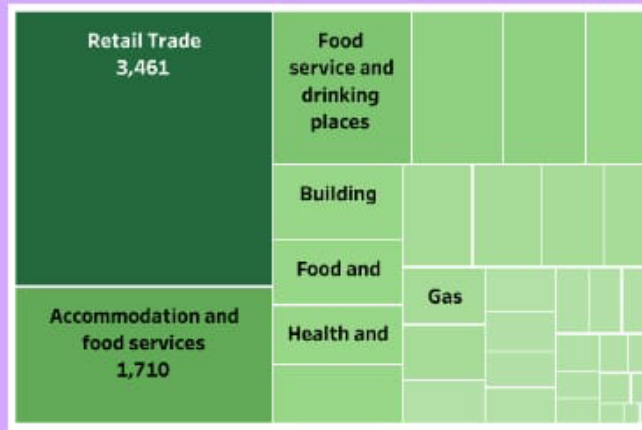 Retail Trade
3,461
Food
service and
drinking
places
Building
Food and
Health and
Gas
Accommodation and
food services
1,710